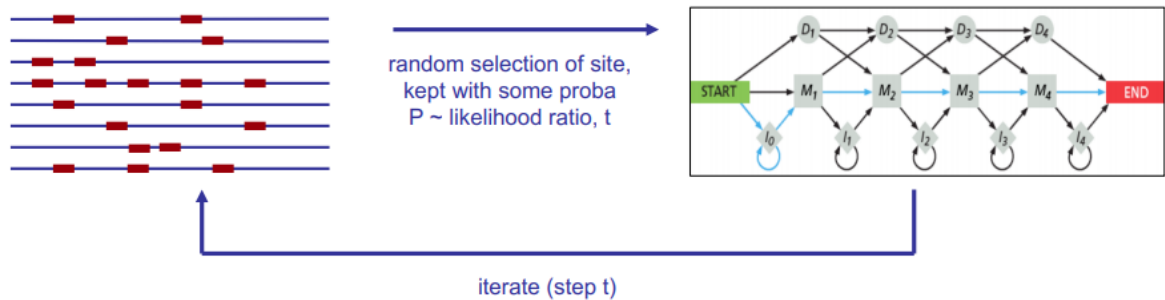 random selection of site,
kept with some proba
P ~ likelihood ratio, t
D1 D2 D3 D4
START M1 M2 M3 M4 END
I0 I1 I2 I3 I4
iterate (step t)